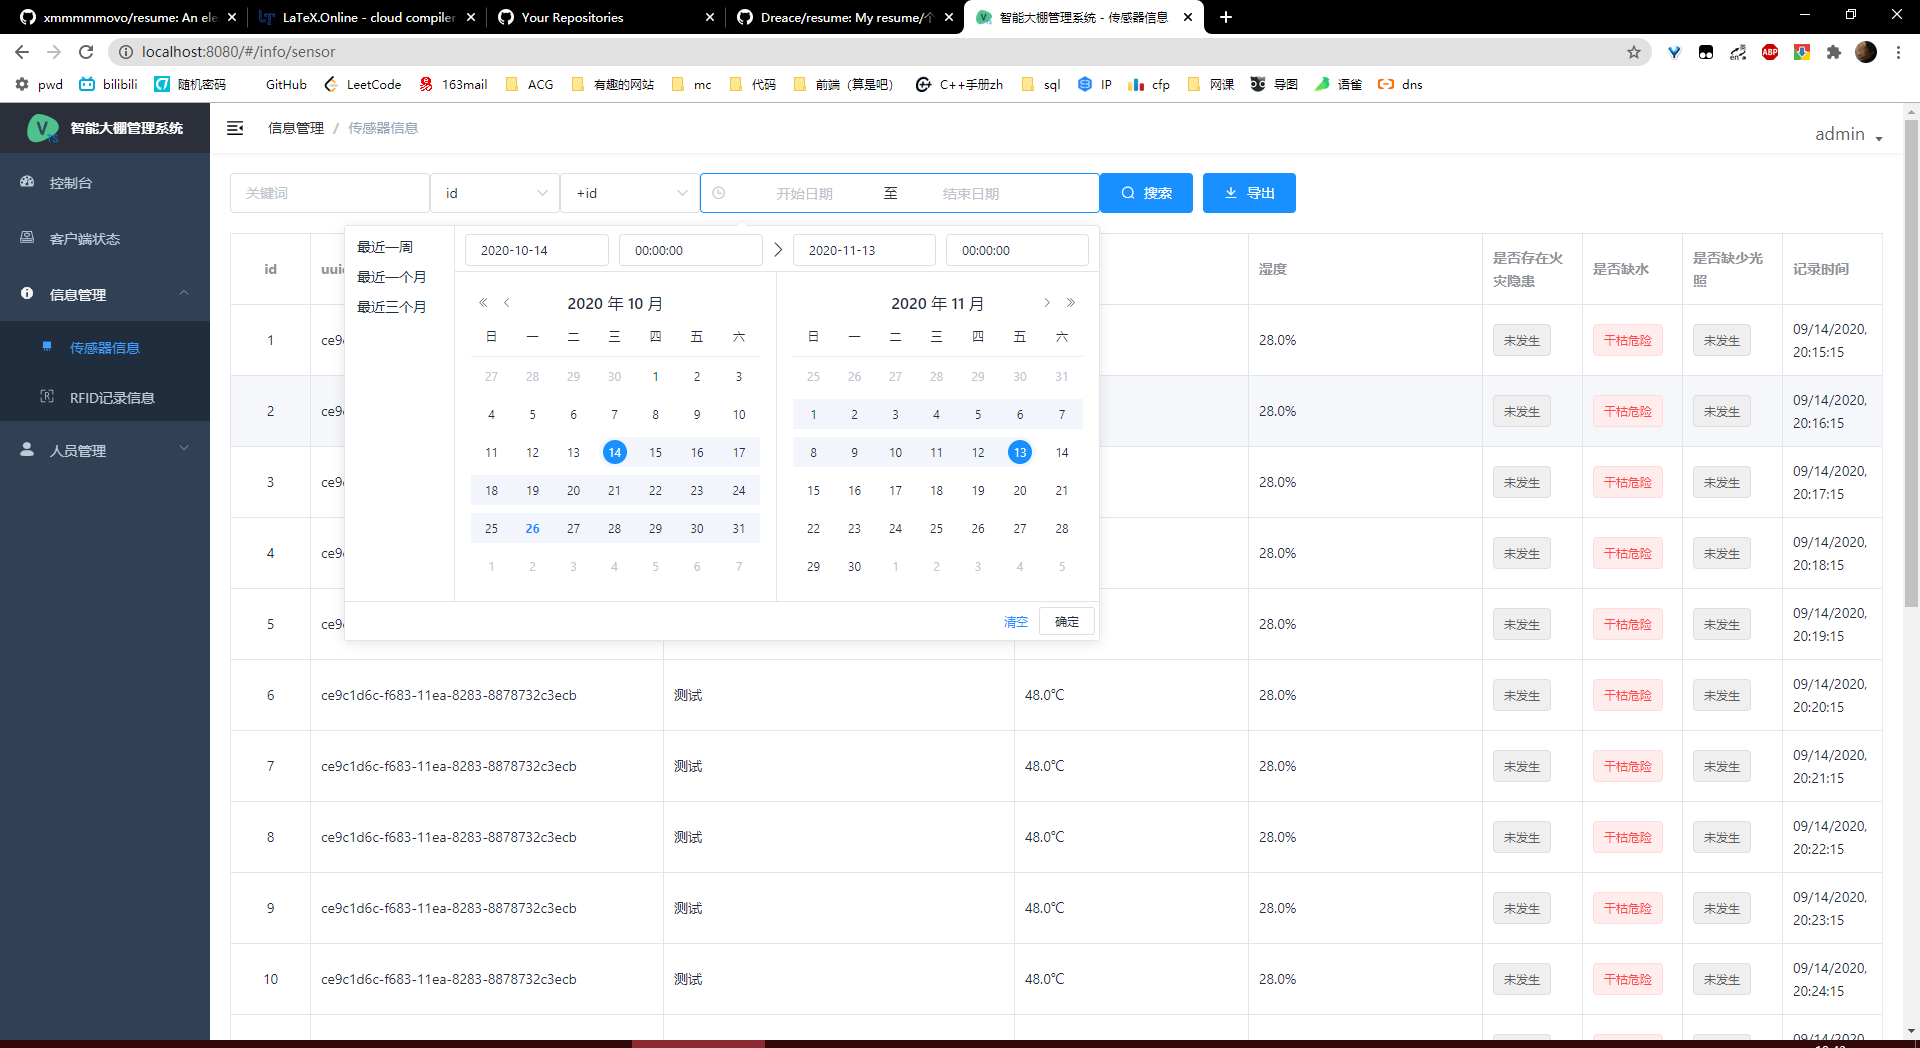 xmmmmmovo/resume: An ele
LaTeX.Online - cloud compiler
Your Repositories
Dreace/resume: My resume/个
智能大棚管理系统 - 传感器信息
localhost:8080/#/info/sensor
pwd
bilibili
随机密码
GitHub
LeetCode
163mail
ACG
有趣的网站
mc
代码
前端（算是吧）
C++手册zh
sql
IP
cfp
网课
导图
语雀
dns
智能大棚管理系统
信息管理 / 传感器信息
admin
控制台
客户端状态
信息管理
传感器信息
RFID记录信息
人员管理
关键词
id
+id
开始日期 至 结束日期
搜索
导出
最近一周
最近一个月
最近三个月
2020-10-14 00:00:00 2020-11-13 00:00:00
2020 年 10 月
日 一 二 三 四 五 六
27 28 29 30 1 2 3
4 5 6 7 8 9 10
11 12 13 14 15 16 17
18 19 20 21 22 23 24
25 26 27 28 29 30 31
1 2 3 4 5 6 7
2020 年 11 月
日 一 二 三 四 五 六
25 26 27 28 29 30 31
1 2 3 4 5 6 7
8 9 10 11 12 13 14
15 16 17 18 19 20 21
22 23 24 25 26 27 28
29 30 1 2 3 4 5
清空 确定
id 湿度 是否存在火灾隐患 是否缺水 是否缺少光照 记录时间
1 ce9 28.0% 未发生 干枯危险 未发生 09/14/2020, 20:15:15
2 ce9 28.0% 未发生 干枯危险 未发生 09/14/2020, 20:16:15
3 ce9 28.0% 未发生 干枯危险 未发生 09/14/2020, 20:17:15
4 ce9 28.0% 未发生 干枯危险 未发生 09/14/2020, 20:18:15
5 ce9 28.0% 未发生 干枯危险 未发生 09/14/2020, 20:19:15
6 ce9c1d6c-f683-11ea-8283-8878732c3ecb 测试 48.0℃ 28.0% 未发生 干枯危险 未发生 09/14/2020, 20:20:15
7 ce9c1d6c-f683-11ea-8283-8878732c3ecb 测试 48.0℃ 28.0% 未发生 干枯危险 未发生 09/14/2020, 20:21:15
8 ce9c1d6c-f683-11ea-8283-8878732c3ecb 测试 48.0℃ 28.0% 未发生 干枯危险 未发生 09/14/2020, 20:22:15
9 ce9c1d6c-f683-11ea-8283-8878732c3ecb 测试 48.0℃ 28.0% 未发生 干枯危险 未发生 09/14/2020, 20:23:15
10 ce9c1d6c-f683-11ea-8283-8878732c3ecb 测试 48.0℃ 28.0% 未发生 干枯危险 未发生 09/14/2020, 20:24:15
09/14/2020,